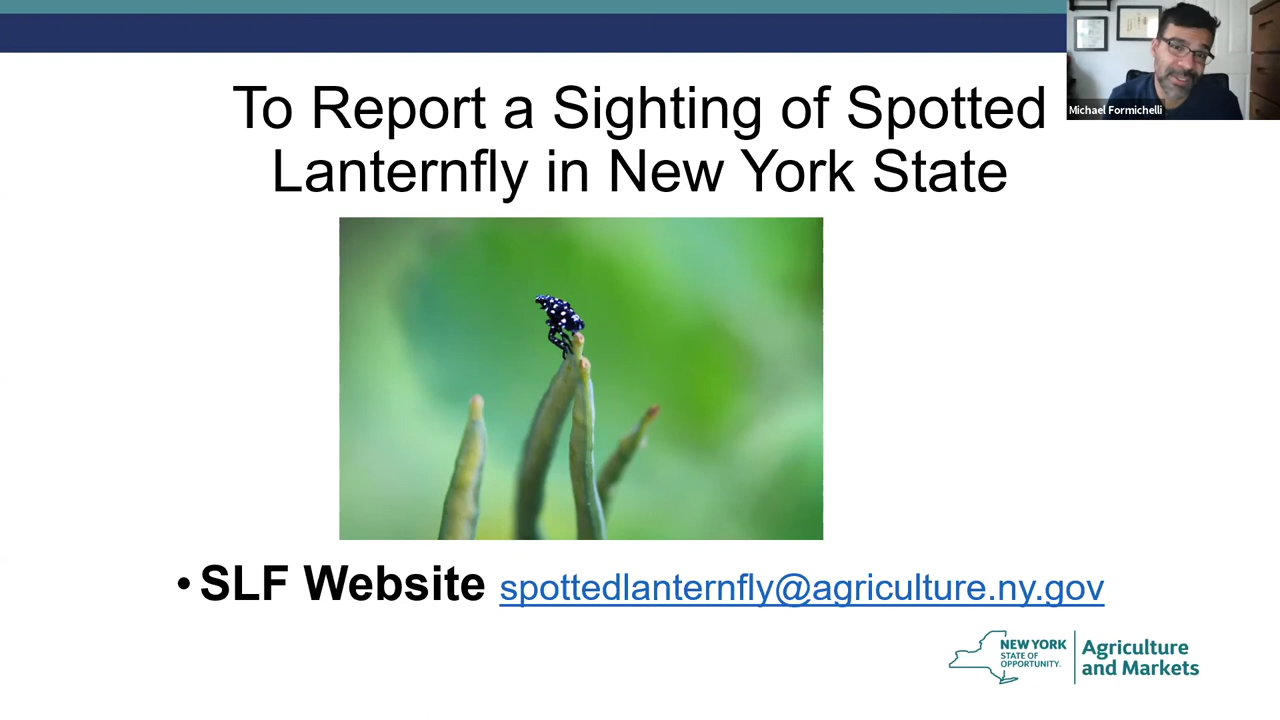 Michael Formichelli
To Report a Sighting of Spotted
Lanternfly in New York State
• SLF Website spottedlanternfly@agriculture.ny.gov
NEW YORK
STATE OF
OPPORTUNITY.
Agriculture
and Markets